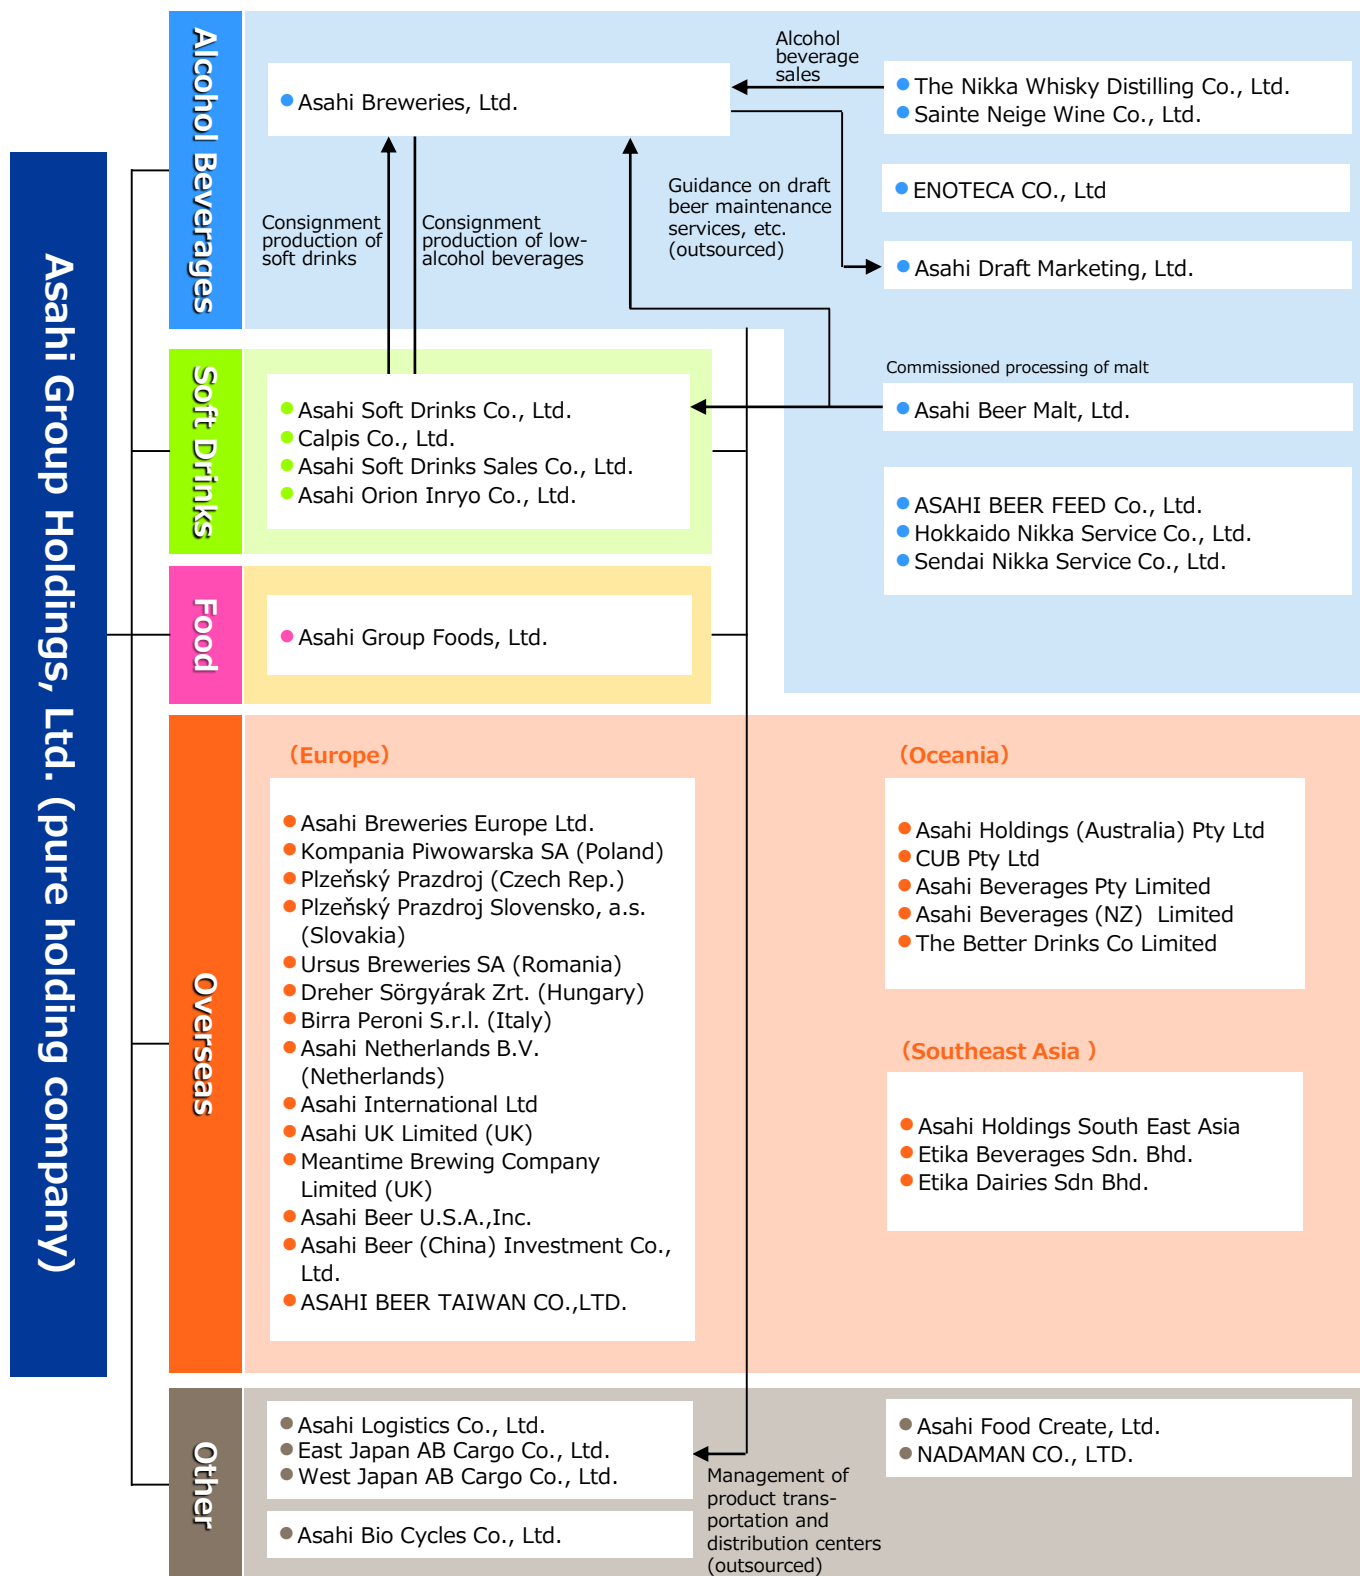 Asahi Group Holdings, Ltd. (pure holding company)
Alcohol Beverages
Asahi Breweries, Ltd.
Alcohol
beverage
sales
The Nikka Whisky Distilling Co., Ltd.
Sainte Neige Wine Co., Ltd.
ENOTECA CO., Ltd
Guidance on draft
beer maintenance
services, etc.
(outsourced)
Asahi Draft Marketing, Ltd.
Consignment
production of
soft drinks
Consignment
production of low-
alcohol beverages
Commissioned processing of malt
Asahi Beer Malt, Ltd.
ASAHI BEER FEED Co., Ltd.
Hokkaido Nikka Service Co., Ltd.
Sendai Nikka Service Co., Ltd.
Soft Drinks
Asahi Soft Drinks Co., Ltd.
Calpis Co., Ltd.
Asahi Soft Drinks Sales Co., Ltd.
Asahi Orion Inryo Co., Ltd.
Food
Asahi Group Foods, Ltd.
Overseas
（Europe）
Asahi Breweries Europe Ltd.
Kompania Piwowarska SA (Poland)
Plzeňský Prazdroj (Czech Rep.)
Plzeňský Prazdroj Slovensko, a.s.
(Slovakia)
Ursus Breweries SA (Romania)
Dreher Sörgyárak Zrt. (Hungary)
Birra Peroni S.r.l. (Italy)
Asahi Netherlands B.V.
(Netherlands)
Asahi International Ltd
Asahi UK Limited (UK)
Meantime Brewing Company
Limited (UK)
Asahi Beer U.S.A.,Inc.
Asahi Beer (China) Investment Co.,
Ltd.
ASAHI BEER TAIWAN CO.,LTD.
（Oceania）
Asahi Holdings (Australia) Pty Ltd
CUB Pty Ltd
Asahi Beverages Pty Limited
Asahi Beverages (NZ) Limited
The Better Drinks Co Limited
（Southeast Asia ）
Asahi Holdings South East Asia
Etika Beverages Sdn. Bhd.
Etika Dairies Sdn Bhd.
Other
Asahi Logistics Co., Ltd.
East Japan AB Cargo Co., Ltd.
West Japan AB Cargo Co., Ltd.
Asahi Bio Cycles Co., Ltd.
Management of
product trans-
portation and
distribution centers
(outsourced)
Asahi Food Create, Ltd.
NADAMAN CO., LTD.